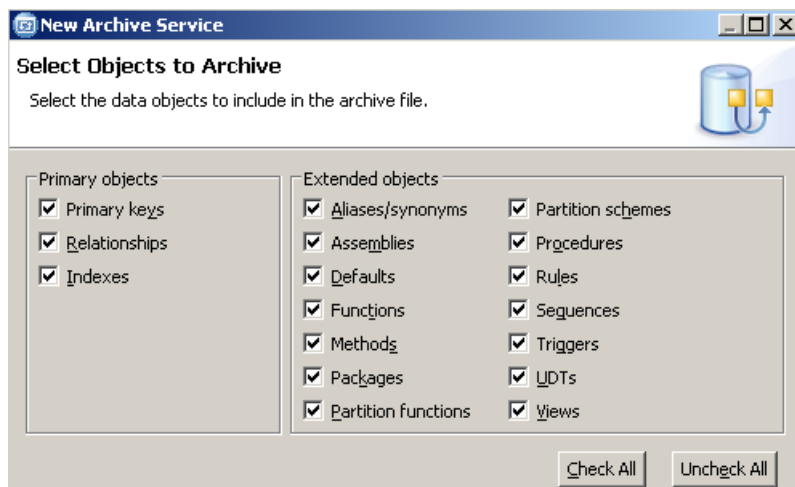 New Archive Service
Select Objects to Archive
Select the data objects to include in the archive file.
Primary objects
Primary keys
Relationships
Indexes
Extended objects
Aliases/synonyms
Assemblies
Defaults
Functions
Methods
Packages
Partition functions
Partition schemes
Procedures
Rules
Sequences
Triggers
UDTs
Views
Check All
Uncheck All